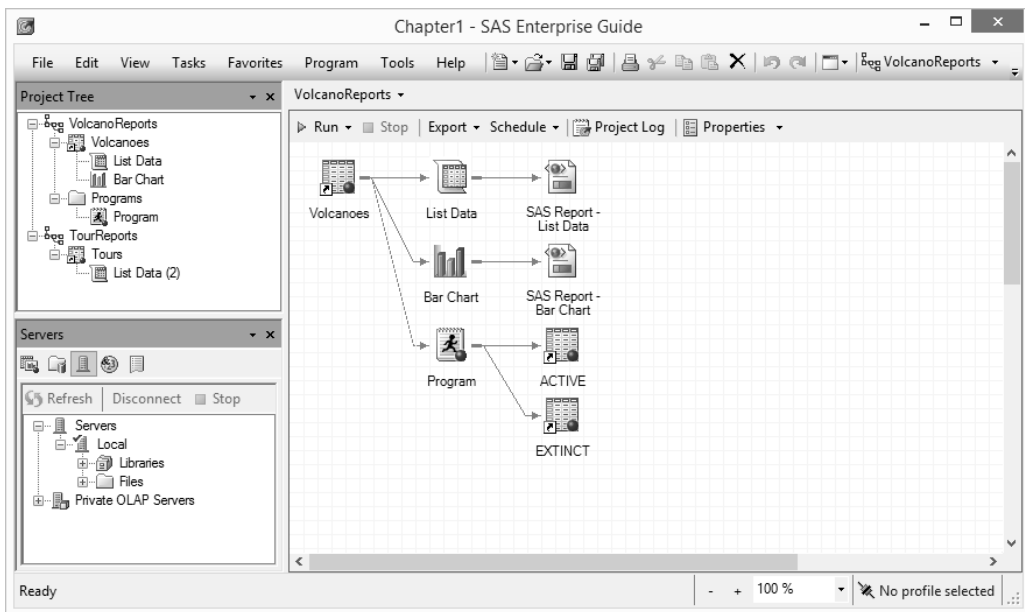 Chapter1 - SAS Enterprise Guide
File Edit View Tasks Favorites Program Tools Help VolcanoReports
Project Tree
VolcanoReports
Volcanoes
List Data
Bar Chart
Programs
Program
TourReports
Tours
List Data (2)
Servers
Refresh Disconnect Stop
Servers
Local
Libraries
Files
Private OLAP Servers
VolcanoReports
Run Stop Export Schedule Project Log Properties
Volcanoes
List Data
SAS Report -
List Data
Bar Chart
SAS Report -
Bar Chart
Program
ACTIVE
EXTINCT
Ready
- + 100 % No profile selected